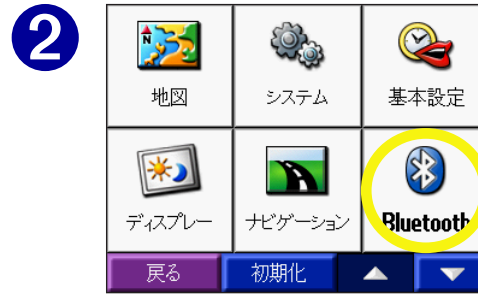 2
N
地図 システム 基本設定
ディスプレー ナビゲーション Bluetooth
戻る 初期化